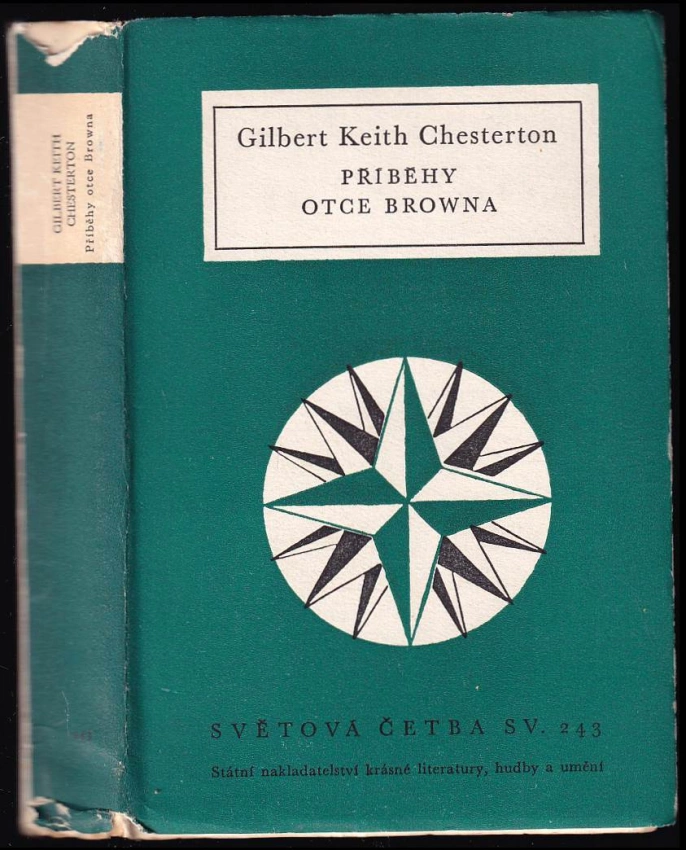 GILBERT KEITH
CHESTERTON
Příběhy otce Browna
Gilbert Keith Chesterton
PŘÍBĚHY
OTCE BROWNA
SVĚTOVÁ ČETBA SV. 243
Státní nakladatelství krásné literatury, hudby a umění